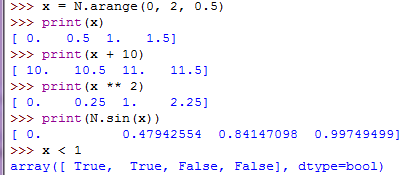 >>> x = N.arange(0, 2, 0.5)
>>> print(x)
[ 0.   0.5  1.   1.5]
>>> print(x + 10)
[ 10.   10.5  11.   11.5]
>>> print(x ** 2)
[ 0.    0.25  1.    2.25]
>>> print(N.sin(x))
[ 0.          0.47942554  0.84147098  0.99749499]
>>> x < 1
array([ True,  True, False, False], dtype=bool)